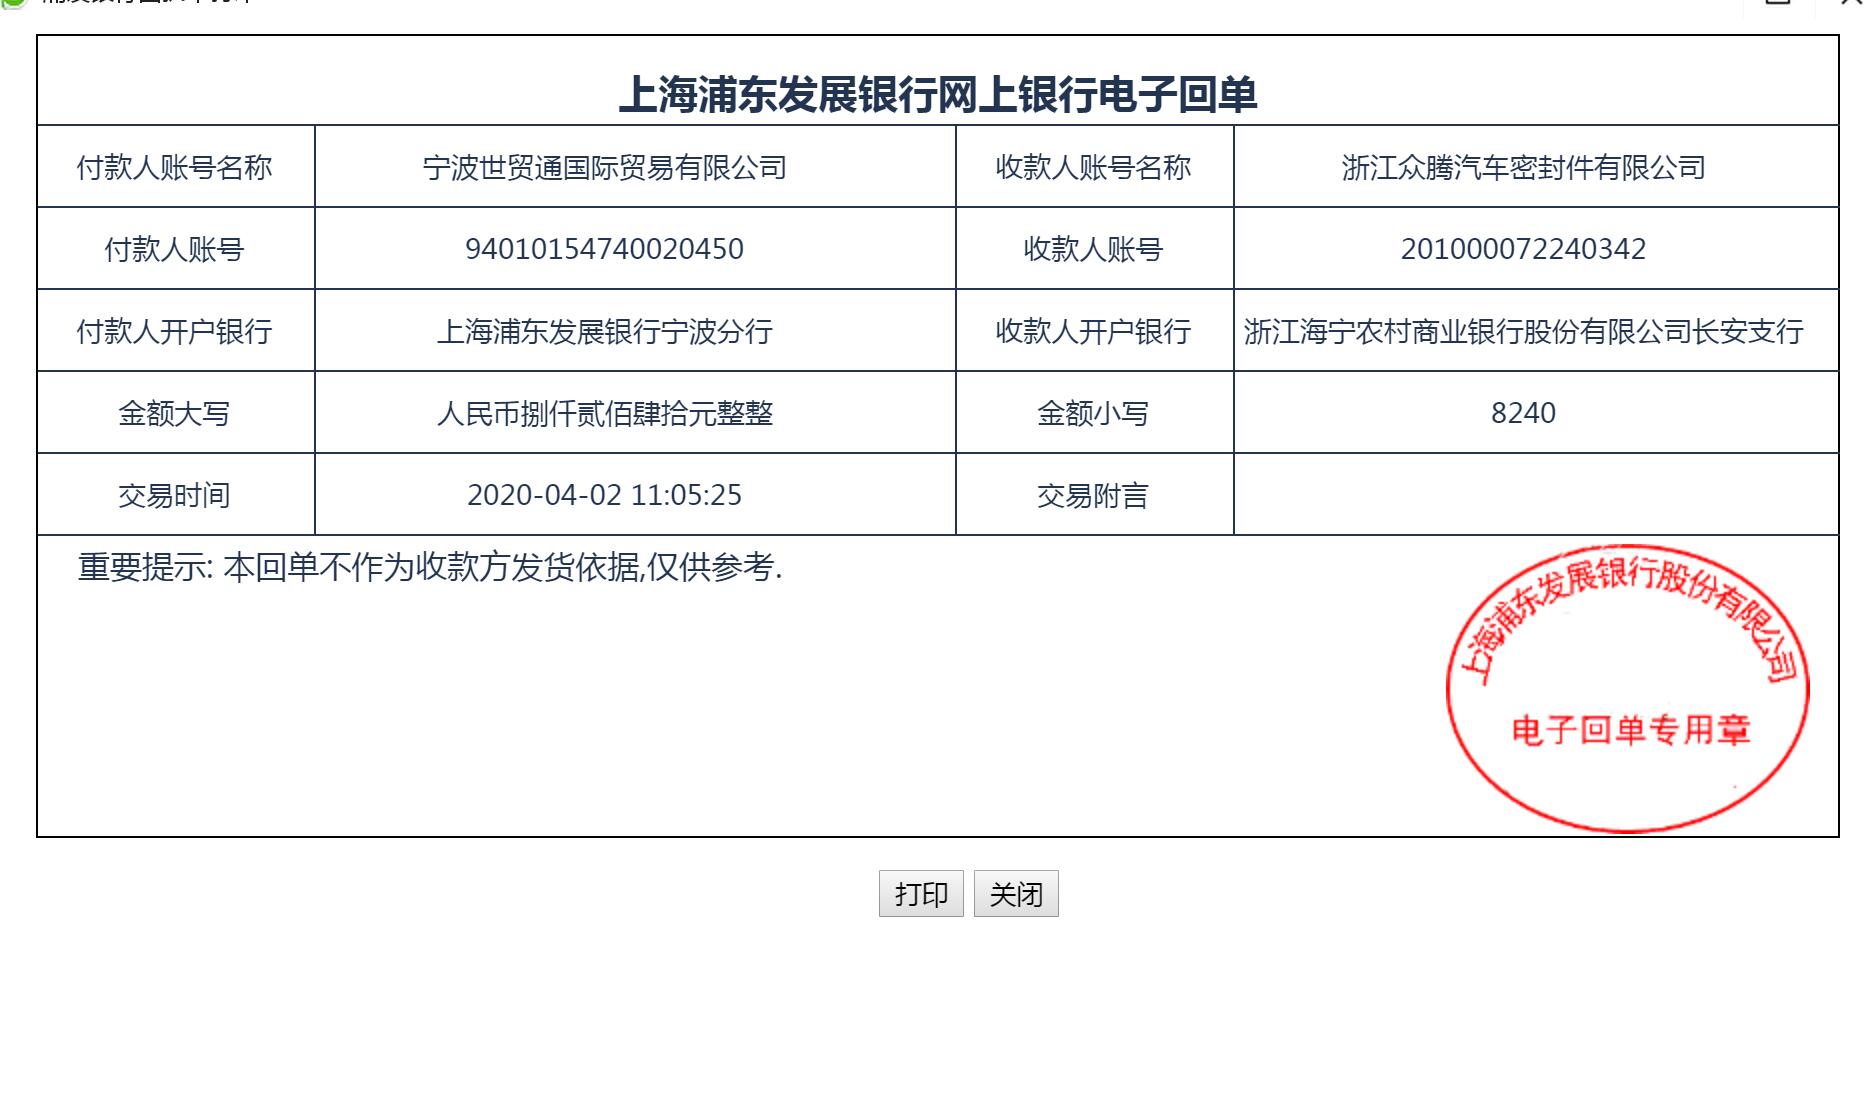 上海浦东发展银行网上银行电子回单
付款人账号名称 宁波世贸通国际贸易有限公司 收款人账号名称 浙江众腾汽车密封件有限公司
付款人账号 94010154740020450 收款人账号 201000072240342
付款人开户银行 上海浦东发展银行宁波分行 收款人开户银行 浙江海宁农村商业银行股份有限公司长安支行
金额大写 人民币捌仟贰佰肆拾元整整 金额小写 8240
交易时间 2020-04-02 11:05:25 交易附言
重要提示: 本回单不作为收款方发货依据,仅供参考.
上海浦东发展银行股份有限公司
电子回单专用章
打印 关闭